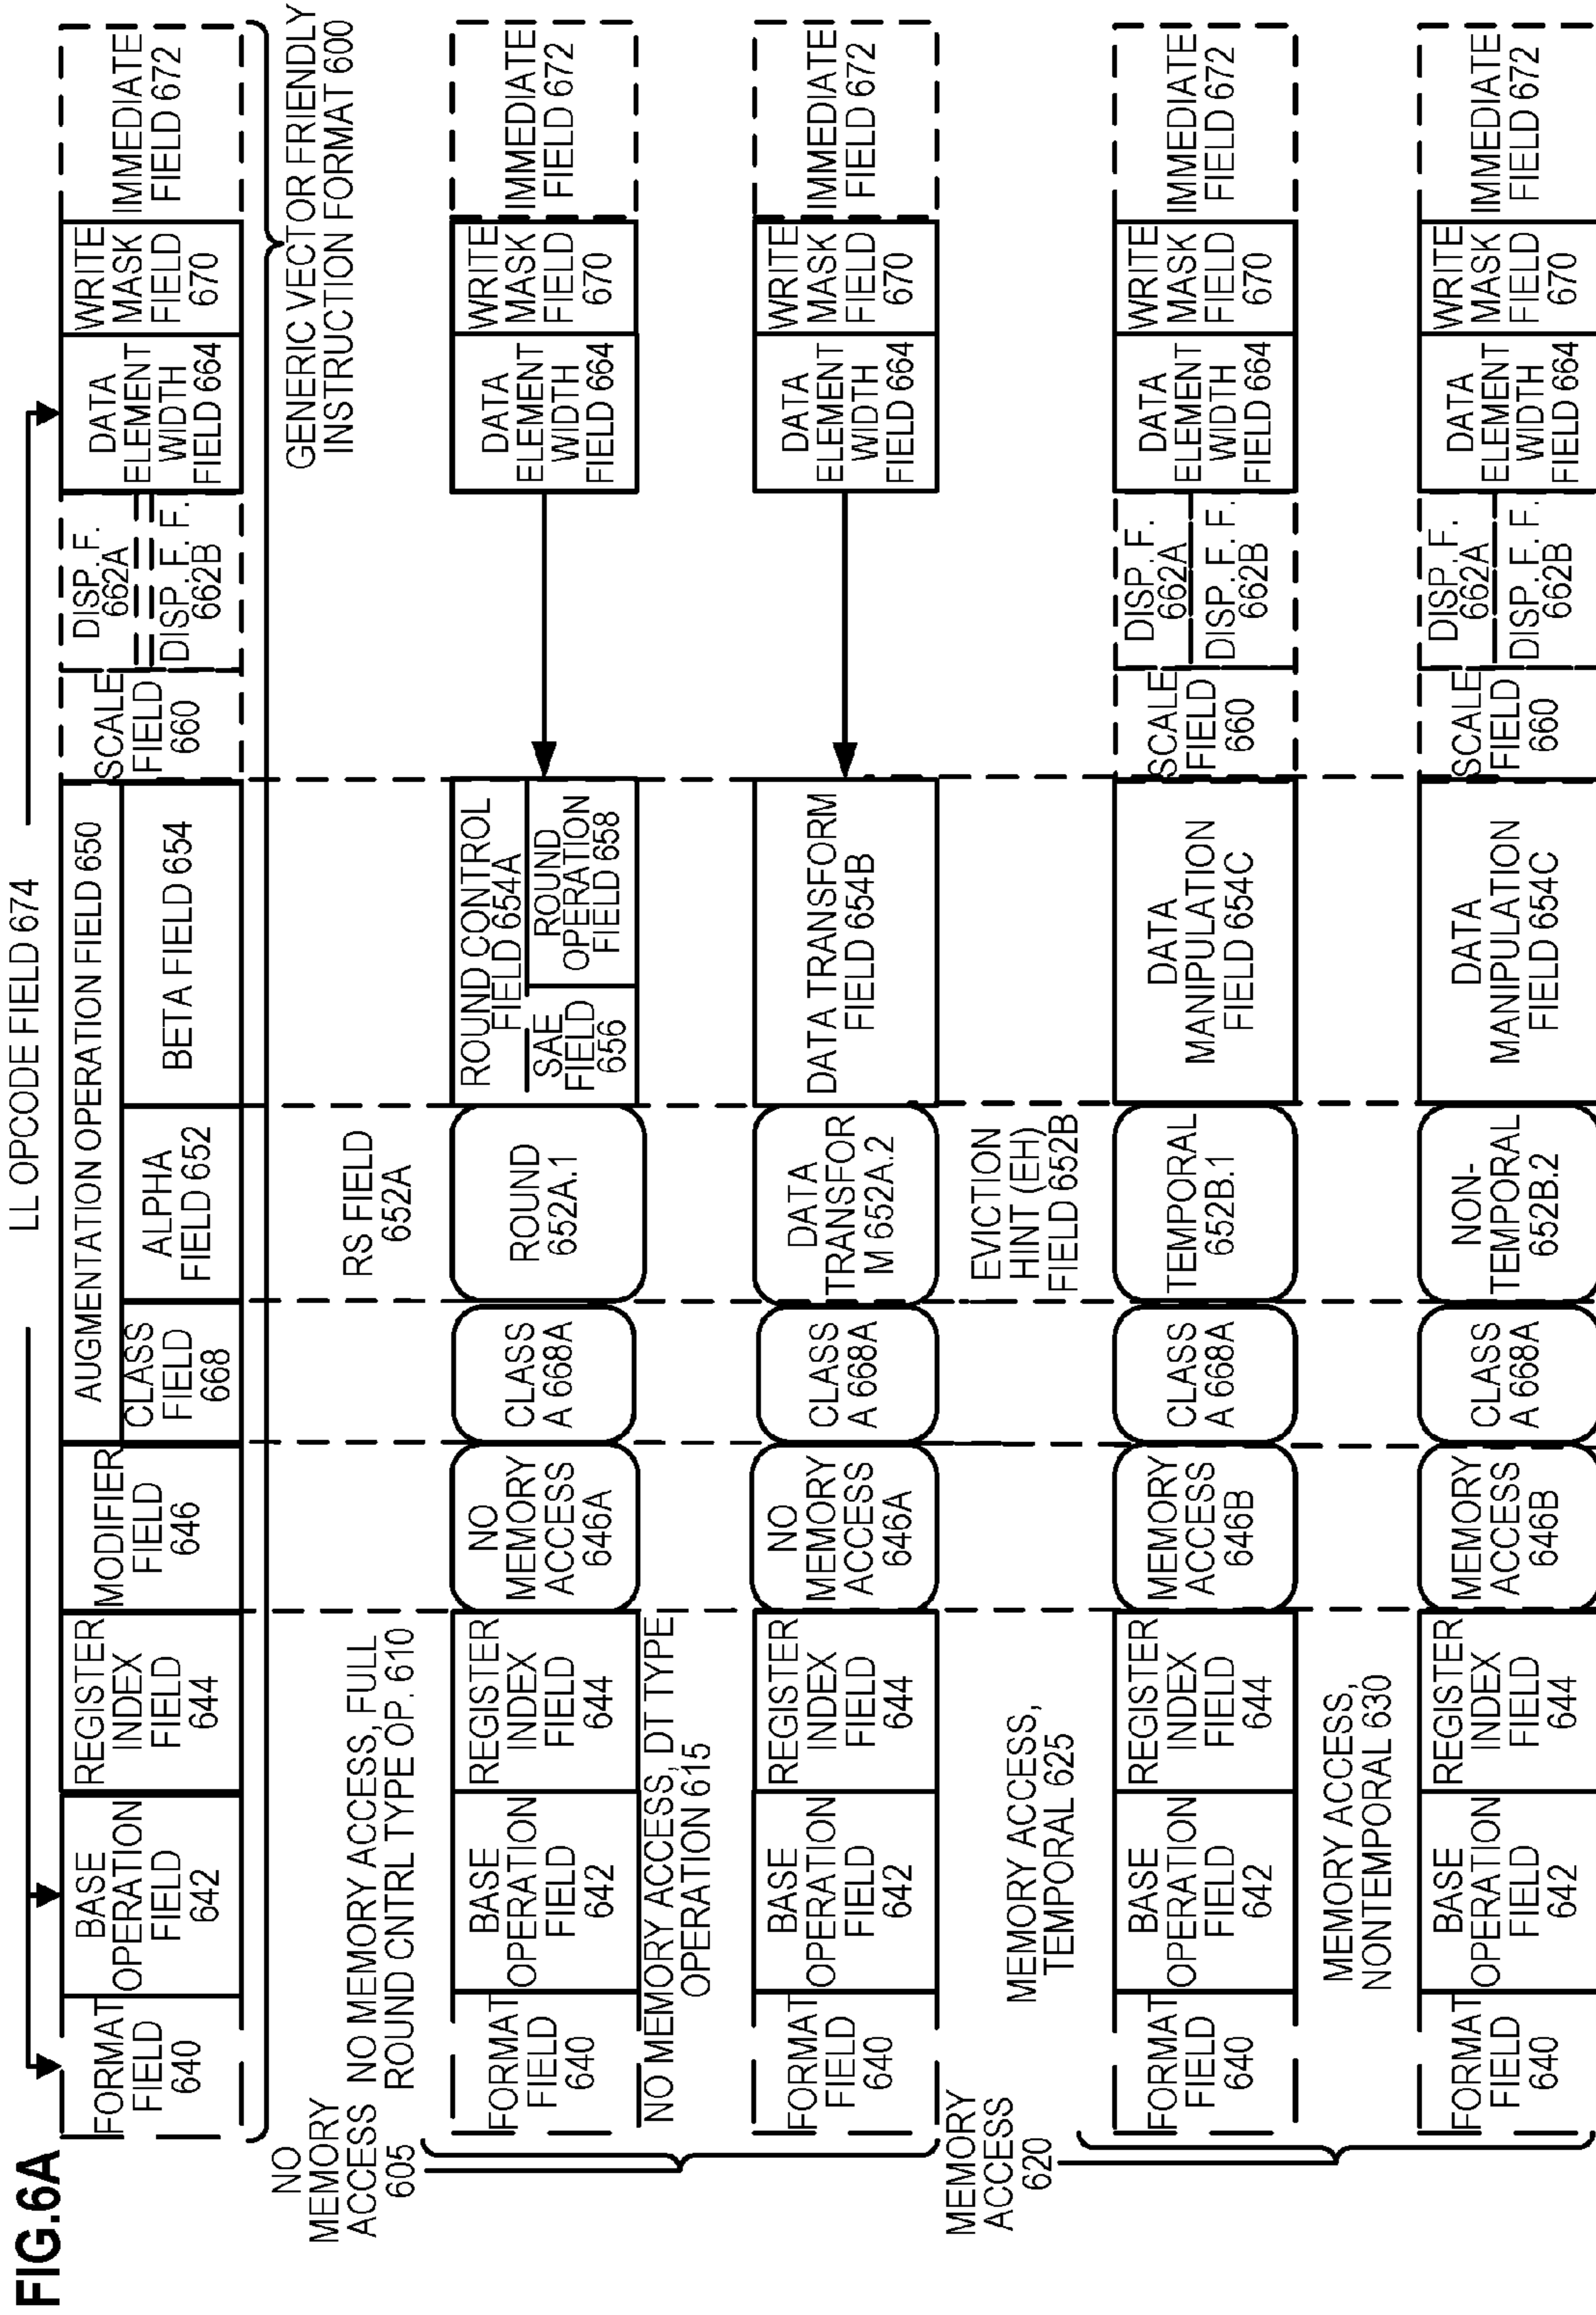 FIG.6A
LL OPCODE FIELD 674
FORMAT
FIELD
640
BASE
OPERATION
FIELD
642
REGISTER
INDEX
FIELD
644
MODIFIER
FIELD
646
AUGMENTATION OPERATION FIELD 650
CLASS
FIELD
668
ALPHA
FIELD 652
BETA FIELD 654
SCALE
FIELD
660
DISP. F.
662A
DISP. F. F.
662B
DATA
ELEMENT
WIDTH
FIELD 664
WRITE
MASK
FIELD
670
IMMEDIATE
FIELD 672
GENERIC VECTOR FRIENDLY
INSTRUCTION FORMAT 600
NO
MEMORY
ACCESS
605
NO MEMORY ACCESS, FULL
ROUND CNTRL TYPE OP. 610
RS FIELD
652A
FORMAT
FIELD
640
BASE
OPERATION
FIELD
642
REGISTER
INDEX
FIELD
644
NO
MEMORY
ACCESS
646A
CLASS
A 668A
ROUND
652A.1
ROUND CONTROL
FIELD 654A
SAE
FIELD
656
ROUND
OPERATION
FIELD 658
DATA
ELEMENT
WIDTH
FIELD 664
WRITE
MASK
FIELD
670
IMMEDIATE
FIELD 672
NO MEMORY ACCESS, DT TYPE
OPERATION 615
FORMAT
FIELD
640
BASE
OPERATION
FIELD
642
REGISTER
INDEX
FIELD
644
NO
MEMORY
ACCESS
646A
CLASS
A 668A
DATA
TRANSFOR
M 652A.2
DATA TRANSFORM
FIELD 654B
DATA
ELEMENT
WIDTH
FIELD 664
WRITE
MASK
FIELD
670
IMMEDIATE
FIELD 672
MEMORY
ACCESS
620
MEMORY ACCESS,
TEMPORAL 625
EVICTION
HINT (EH)
FIELD 652B
FORMAT
FIELD
640
BASE
OPERATION
FIELD
642
REGISTER
INDEX
FIELD
644
MEMORY
ACCESS
646B
CLASS
A 668A
TEMPORAL
652B.1
DATA
MANIPULATION
FIELD 654C
SCALE
FIELD
660
DISP. F.
662A
DISP. F. F.
662B
DATA
ELEMENT
WIDTH
FIELD 664
WRITE
MASK
FIELD
670
IMMEDIATE
FIELD 672
MEMORY ACCESS,
NONTEMPORAL 630
FORMAT
FIELD
640
BASE
OPERATION
FIELD
642
REGISTER
INDEX
FIELD
644
MEMORY
ACCESS
646B
CLASS
A 668A
NON-
TEMPORAL
652B.2
DATA
MANIPULATION
FIELD 654C
SCALE
FIELD
660
DISP. F.
662A
DISP. F. F.
662B
DATA
ELEMENT
WIDTH
FIELD 664
WRITE
MASK
FIELD
670
IMMEDIATE
FIELD 672